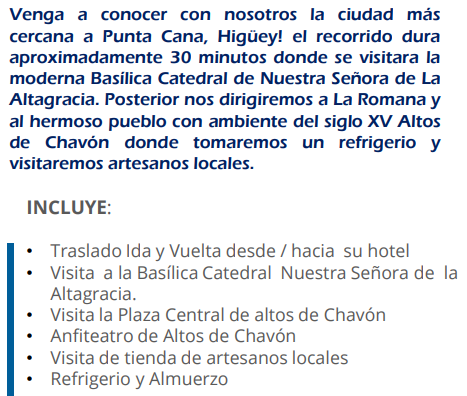 Venga a conocer con nosotros la ciudad más
cercana a Punta Cana, Higüey! el recorrido dura
aproximadamente 30 minutos donde se visitara la
moderna Basílica Catedral de Nuestra Señora de La
Altagracia. Posterior nos dirigiremos a La Romana y
al hermoso pueblo con ambiente del siglo XV Altos
de Chavón donde tomaremos un refrigerio y
visitaremos artesanos locales.
INCLUYE:
• Traslado Ida y Vuelta desde / hacia su hotel
• Visita a la Basílica Catedral Nuestra Señora de la
Altagracia.
• Visita la Plaza Central de altos de Chavón
• Anfiteatro de Altos de Chavón
• Visita de tienda de artesanos locales
• Refrigerio y Almuerzo